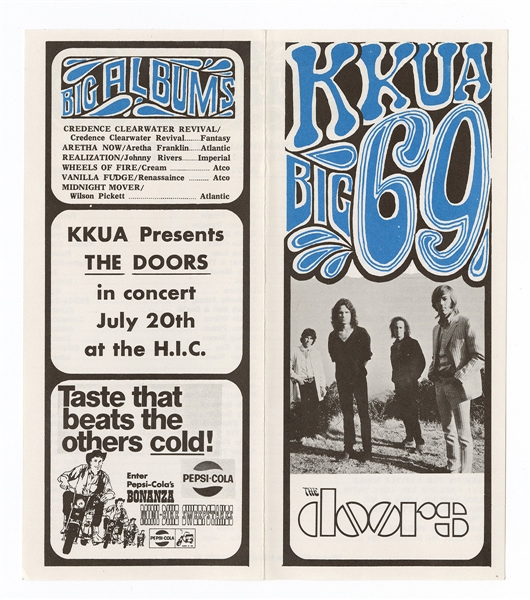 BIG ALBUMS
CREDENCE CLEARWATER REVIVAL/
Credence Clearwater Revival.....Fantasy
ARETHA NOW/Aretha Franklin....Atlantic
REALIZATION/Johnny Rivers....Imperial
WHEELS OF FIRE/Cream ............... Atco
VANILLA FUDGE/Renassaince ....... Atco
MIDNIGHT MOVER/
Wilson Pickett ........................ Atlantic
KKUA Presents
THE DOORS
in concert
July 20th
at the H.I.C.
Taste that
beats the
others cold!
Enter
Pepsi-Cola's
BONANZA
MINI-BIKE SWEEPSTAKES
PEPSI-COLA
PEPSI-COLA
KKUA
BIG 69
THE
doors